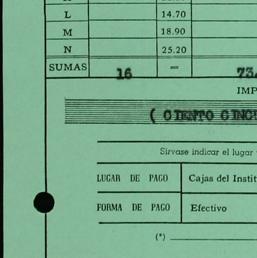 L 14.70
M 18.90
N 25.20
SUMAS 16 — 73
IMP
( CIENTO CINC
Sírvase indicar el lugar
LUGAR DE PAGO Cajas del Instit
FORMA DE PAGO Efectivo
(*)